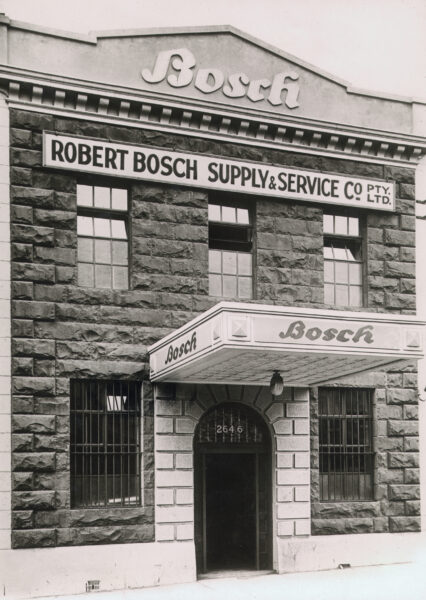 Bosch
ROBERT BOSCH SUPPLY & SERVICE CO PTY. LTD.
Bosch
Bosch
264.6